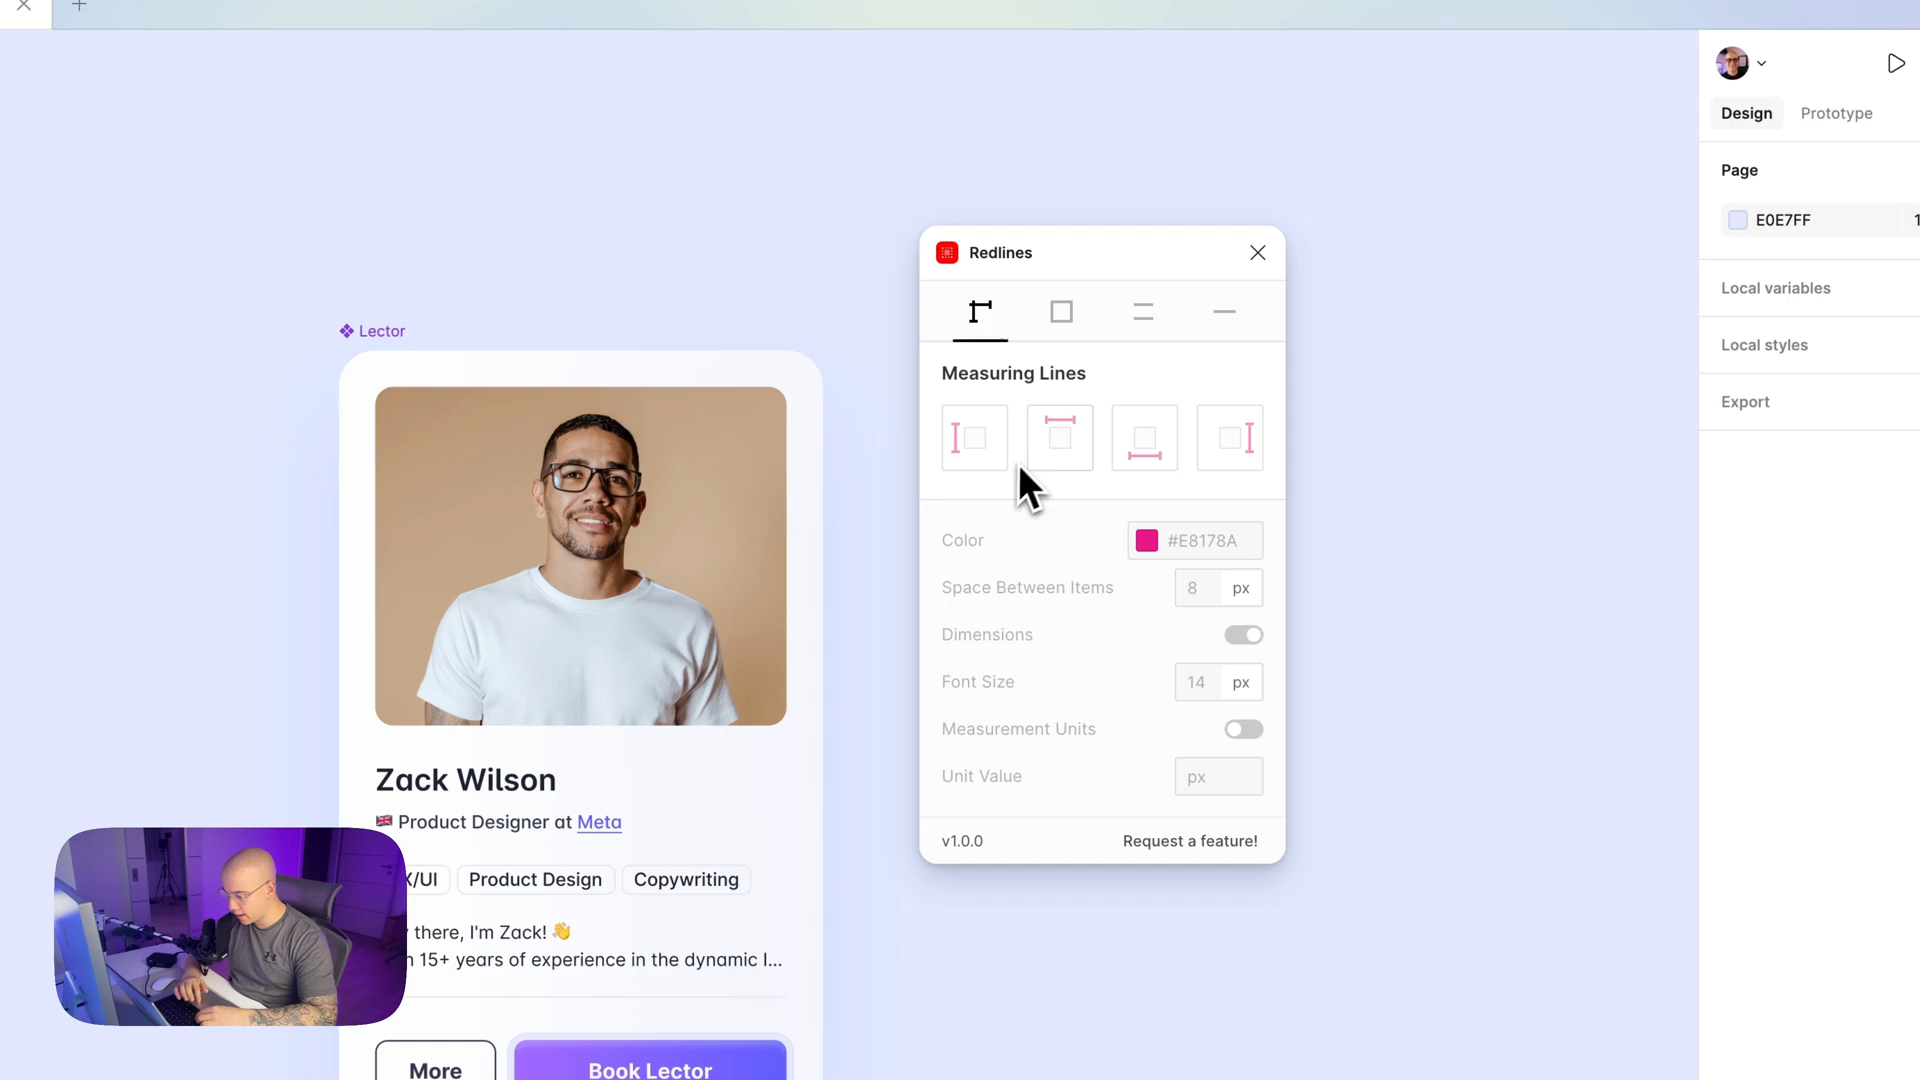 Design
Prototype
Page
E0E7FF
Local variables
Local styles
Export
Redlines
Measuring Lines
Color
#E8178A
Space Between Items
8
px
Dimensions
Font Size
14
px
Measurement Units
Unit Value
px
v1.0.0
Request a feature!
Lector
Zack Wilson
Product Designer at Meta
X/UI
Product Design
Copywriting
there, I'm Zack! 👋
15+ years of experience in the dynamic I...
More
Book Lector